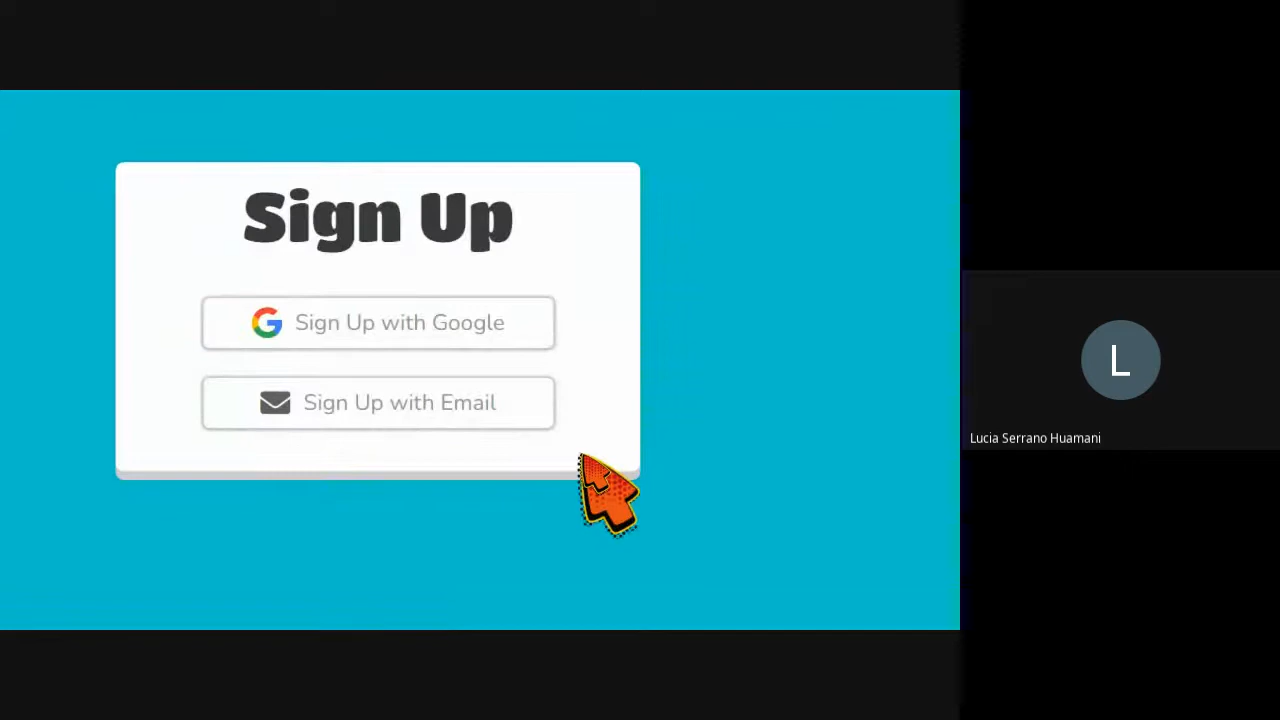 Sign Up
Sign Up with Google
Sign Up with Email
L
Lucia Serrano Huamani